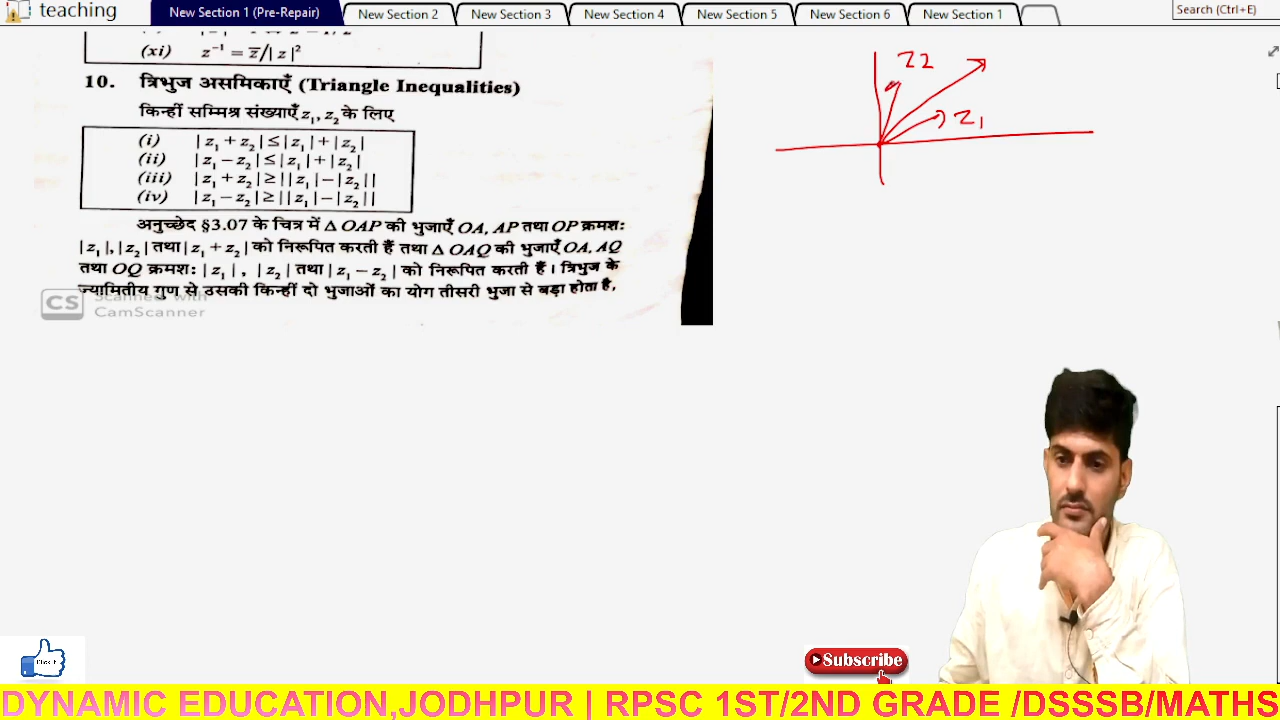 teaching
New Section 1 (Pre-Repair)
New Section 2
New Section 3
New Section 4
New Section 5
New Section 6
New Section 1
Search (Ctrl+E)
(xi) z⁻¹ = z̅/| z |²
10. त्रिभुज असमिकाएँ (Triangle Inequalities)
किन्हीं सम्मिश्र संख्याएँ z₁, z₂ के लिए
(i) | z₁ + z₂ | ≤ | z₁ | + | z₂ |
(ii) | z₁ − z₂ | ≤ | z₁ | + | z₂ |
(iii) | z₁ + z₂ | ≥ || z₁ | − | z₂ ||
(iv) | z₁ − z₂ | ≥ || z₁ | − | z₂ ||
अनुच्छेद §3.07 के चित्र में Δ OAP की भुजाएँ OA, AP तथा OP क्रमशः
| z₁ |, | z₂ | तथा | z₁ + z₂ | को निरूपित करती हैं तथा Δ OAQ की भुजाएँ OA, AQ
तथा OQ क्रमशः | z₁ | , | z₂ | तथा | z₁ − z₂ | को निरूपित करती हैं। त्रिभुज के
ज्यामितीय गुण से उसकी किन्हीं दो भुजाओं का योग तीसरी भुजा से बड़ा होता है,
CS Scanned with
CamScanner
z2
z1
Subscribe
DYNAMIC EDUCATION,JODHPUR | RPSC 1ST/2ND GRADE /DSSSB/MATHS